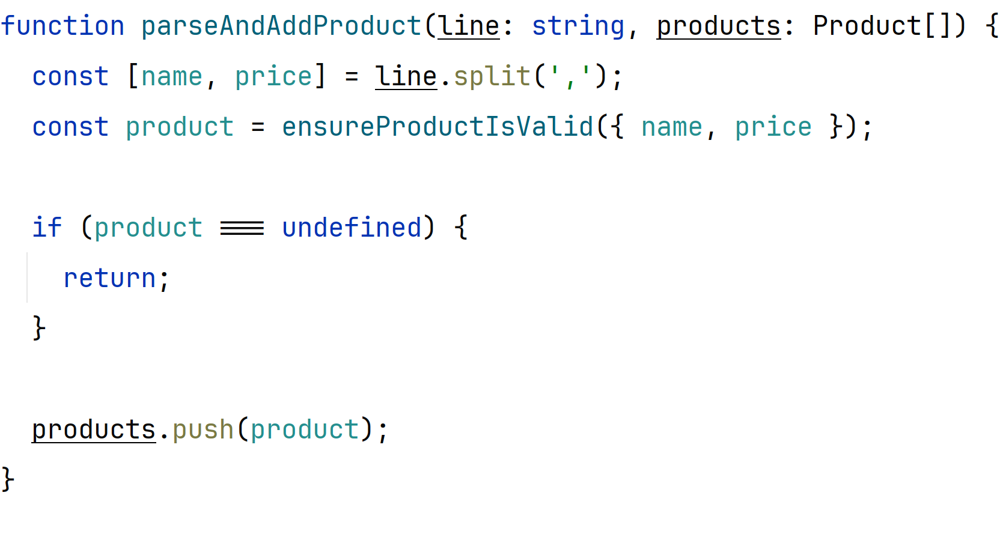 function parseAndAddProduct(line: string, products: Product[]) {
  const [name, price] = line.split(',');
  const product = ensureProductIsValid({ name, price });

  if (product === undefined) {
    return;
  }

  products.push(product);
}